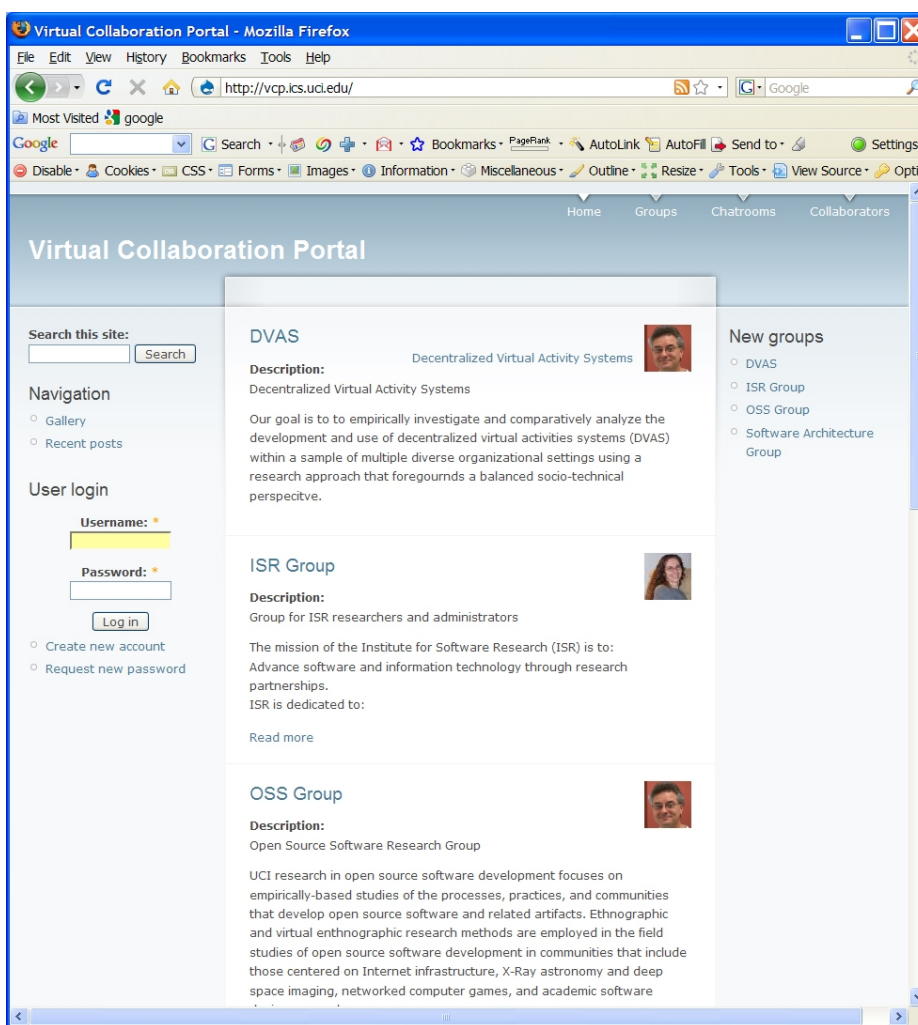 Virtual Collaboration Portal - Mozilla Firefox
File Edit View History Bookmarks Tools Help
http://vcp.ics.uci.edu/ G Google
Most Visited google
Google G Search Bookmarks PageRank AutoLink AutoFill Send to Settings
Disable Cookies CSS Forms Images Information Miscellaneous Outline Resize Tools View Source Opti
Home Groups Chatrooms Collaborators
Virtual Collaboration Portal
Search this site:
Search
Navigation
Gallery
Recent posts
User login
Username: *
Password: *
Log in
Create new account
Request new password
DVAS
Decentralized Virtual Activity Systems
Description:
Decentralized Virtual Activity Systems
Our goal is to to empirically investigate and comparatively analyze the
development and use of decentralized virtual activities systems (DVAS)
within a sample of multiple diverse organizational settings using a
research approach that foregournds a balanced socio-technical
perspecitve.
ISR Group
Description:
Group for ISR researchers and administrators
The mission of the Institute for Software Research (ISR) is to:
Advance software and information technology through research
partnerships.
ISR is dedicated to:
Read more
OSS Group
Description:
Open Source Software Research Group
UCI research in open source software development focuses on
empirically-based studies of the processes, practices, and communities
that develop open source software and related artifacts. Ethnographic
and virtual enthnographic research methods are employed in the field
studies of open source software development in communities that include
those centered on Internet infrastructure, X-Ray astronomy and deep
space imaging, networked computer games, and academic software
New groups
DVAS
ISR Group
OSS Group
Software Architecture
Group